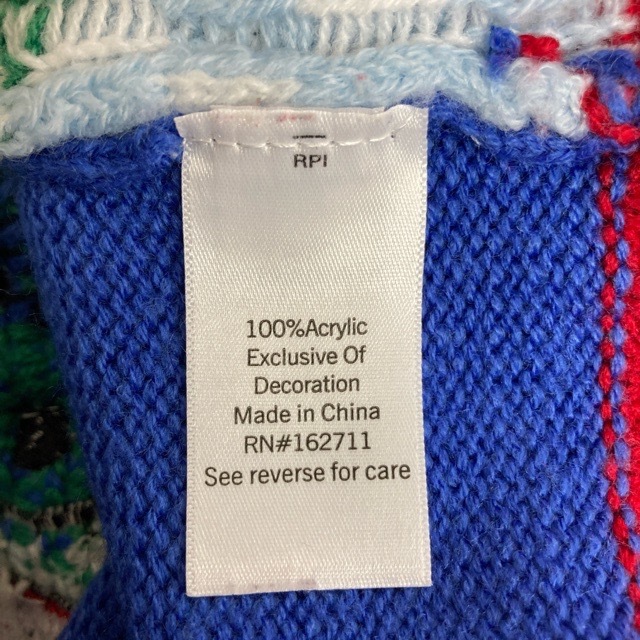 RPI
100%Acrylic
Exclusive Of
Decoration
Made in China
RN#162711
See reverse for care